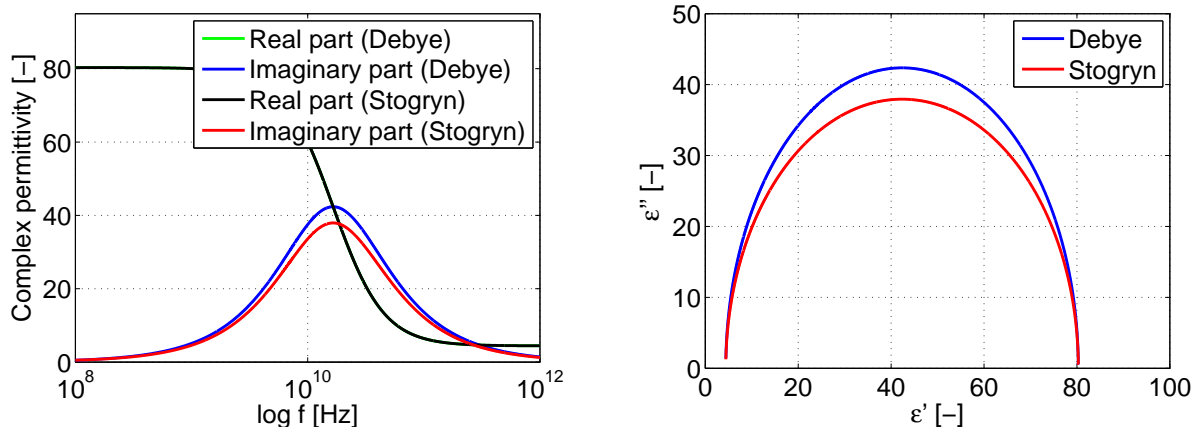 Complex permittivity [–]
80
60
40
20
0
10^8
10^10
10^12
log f [Hz]
Real part (Debye)
Imaginary part (Debye)
Real part (Stogryn)
Imaginary part (Stogryn)
ε'' [–]
50
40
30
20
10
0
0
20
40
60
80
100
ε' [–]
Debye
Stogryn